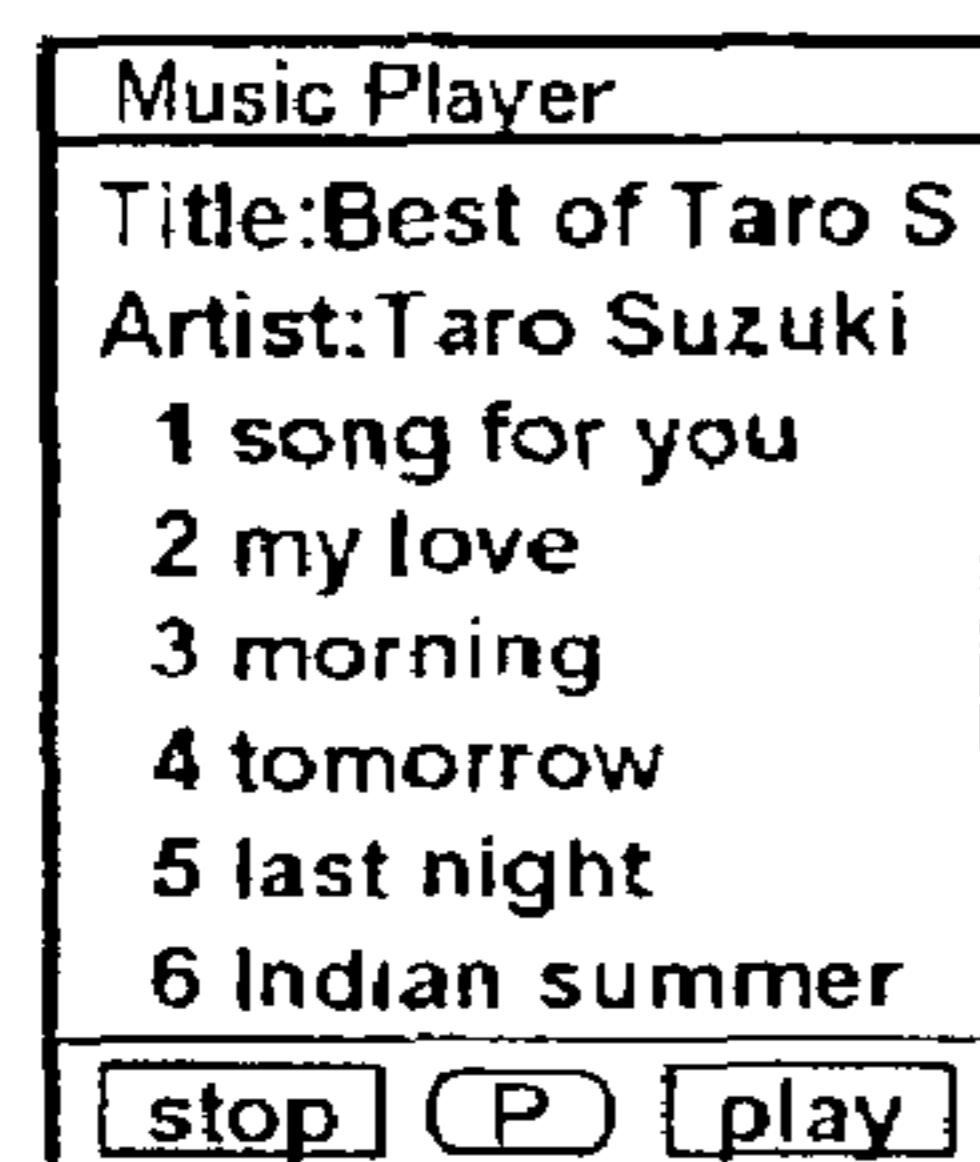 Music Player
Title:Best of Taro S
Artist:Taro Suzuki
1 song for you
2 my love
3 morning
4 tomorrow
5 last night
6 Indian summer
stop P play